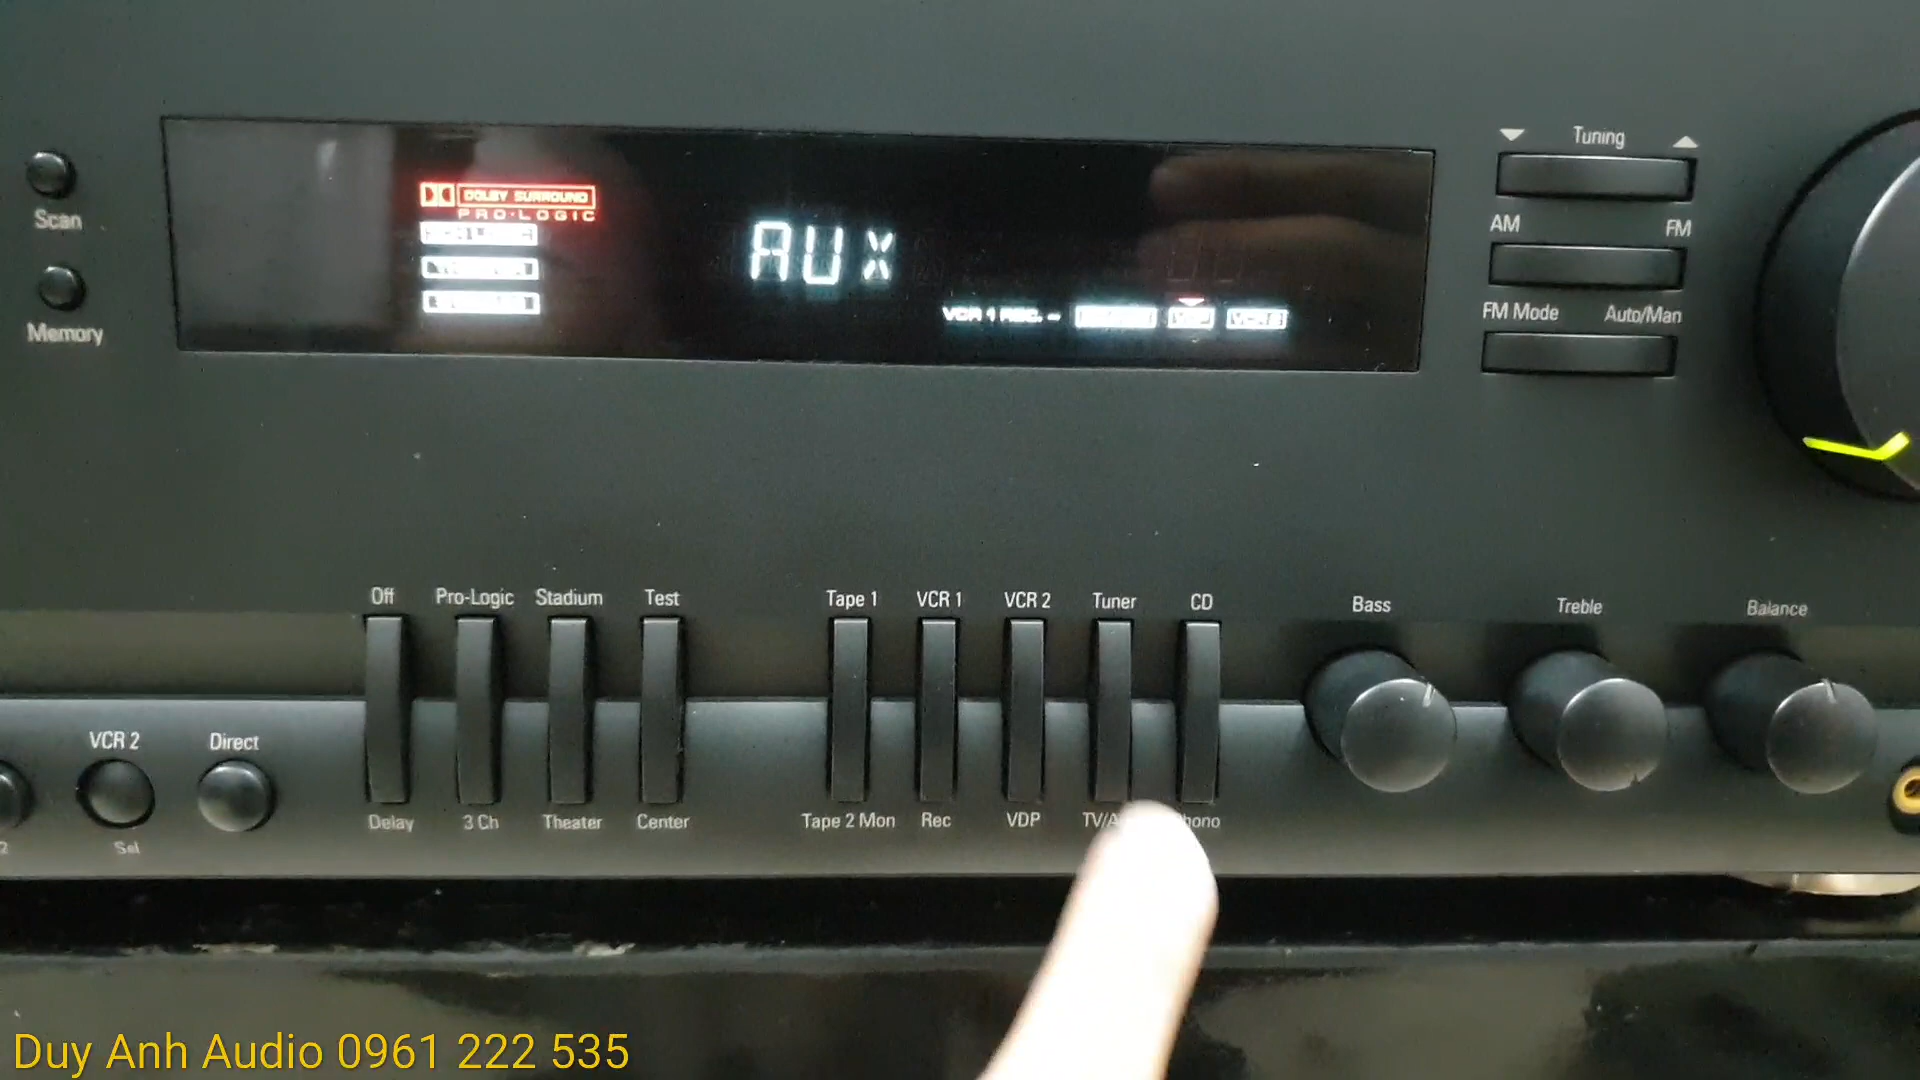 Scan
Memory
DOLBY SURROUND
PRO·LOGIC
AUX
VCR 1 REC. –
Tuning
AM FM
FM Mode Auto/Man
Off Pro-Logic Stadium Test
Tape 1 VCR 1 VCR 2 Tuner CD
Bass Treble Balance
VCR 2 Direct
Delay 3 Ch Theater Center
Tape 2 Mon Rec VDP
2 Sel
Duy Anh Audio 0961 222 535